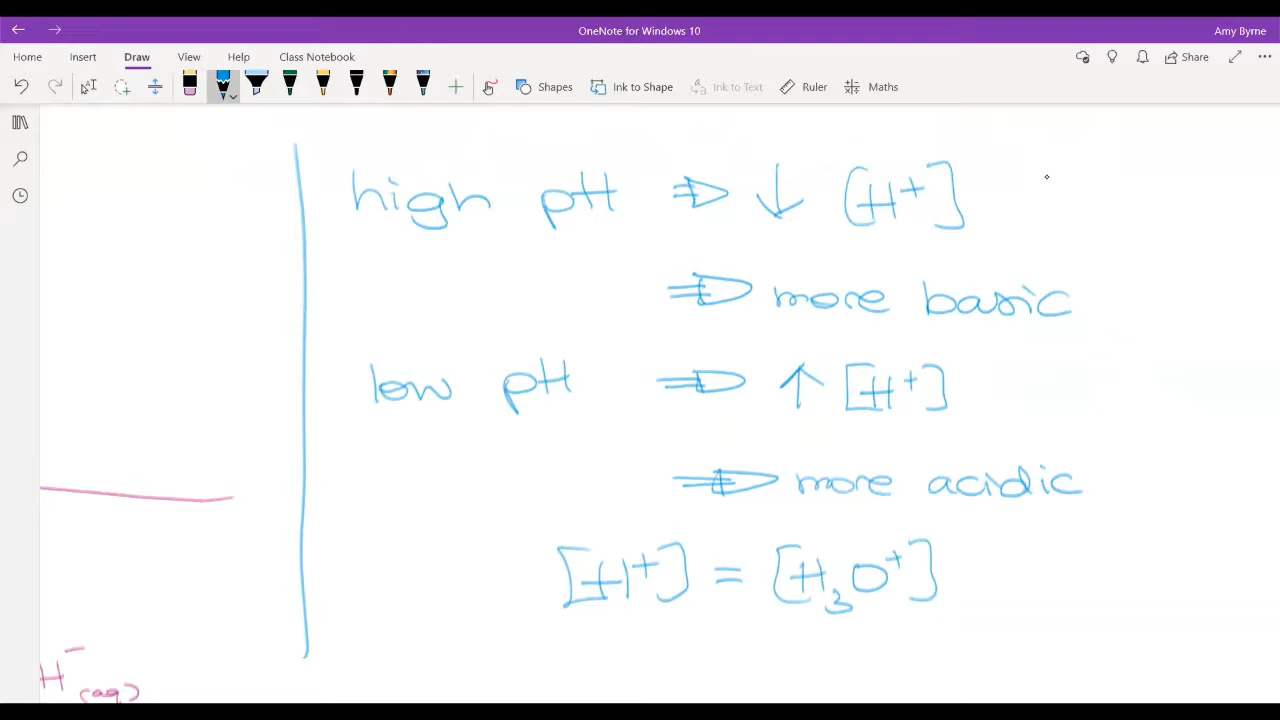 OneNote for Windows 10
Amy Byrne
Home Insert Draw View Help Class Notebook
Share
Shapes Ink to Shape Ink to Text Ruler Maths
high pH ⇒ ↓ [H⁺]
⇒ more basic
low pH ⇒ ↑ [H⁺]
⇒ more acidic
[H⁺] = [H₃O⁺]
H⁻(aq)